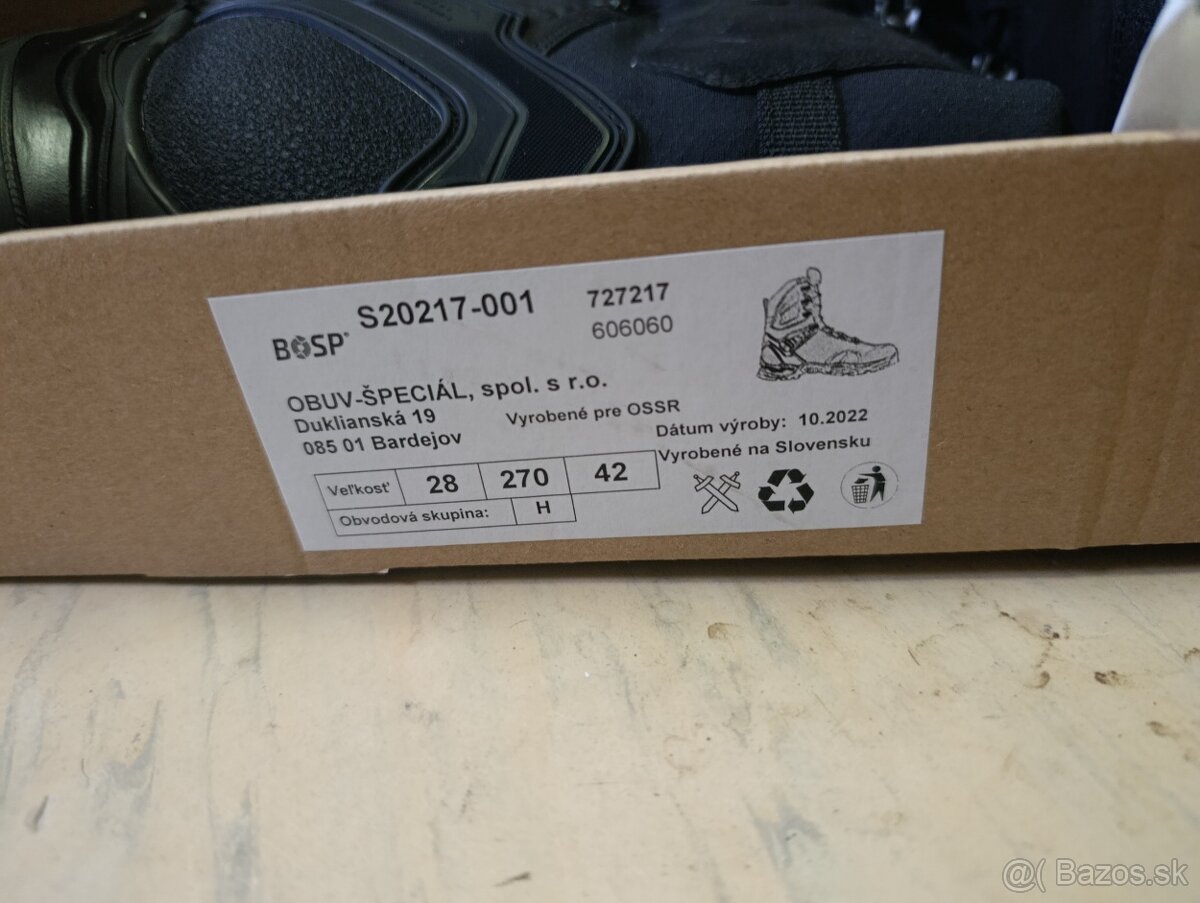 S20217-001
727217
BOSP®
606060
OBUV-ŠPECIÁL, spol. s r.o.
Duklianská 19
Vyrobené pre OSSR
085 01 Bardejov
Dátum výroby: 10.2022
Vyrobené na Slovensku
Veľkosť 28 270 42
Obvodová skupina: H
@( Bazos.sk